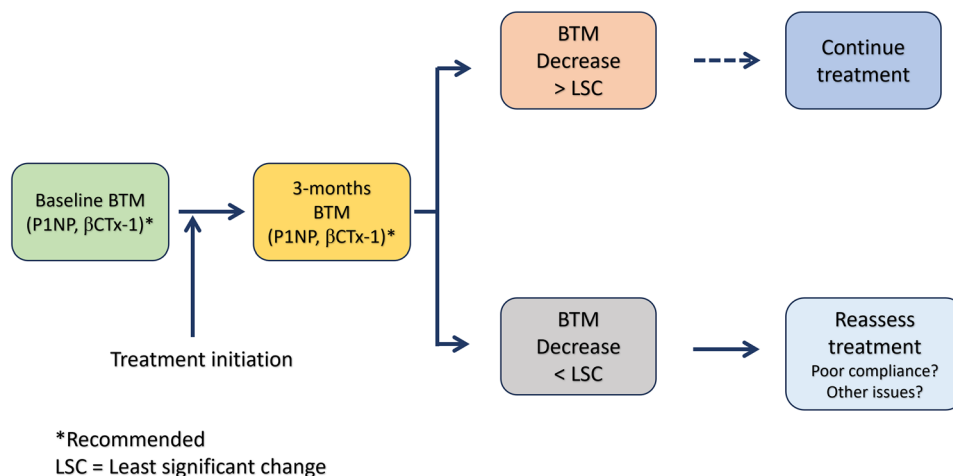 Baseline BTM
(P1NP, βCTx-1)*
Treatment initiation
3-months
BTM
(P1NP, βCTx-1)*
BTM
Decrease
> LSC
Continue
treatment
BTM
Decrease
< LSC
Reassess
treatment
Poor compliance?
Other issues?
*Recommended
LSC = Least significant change